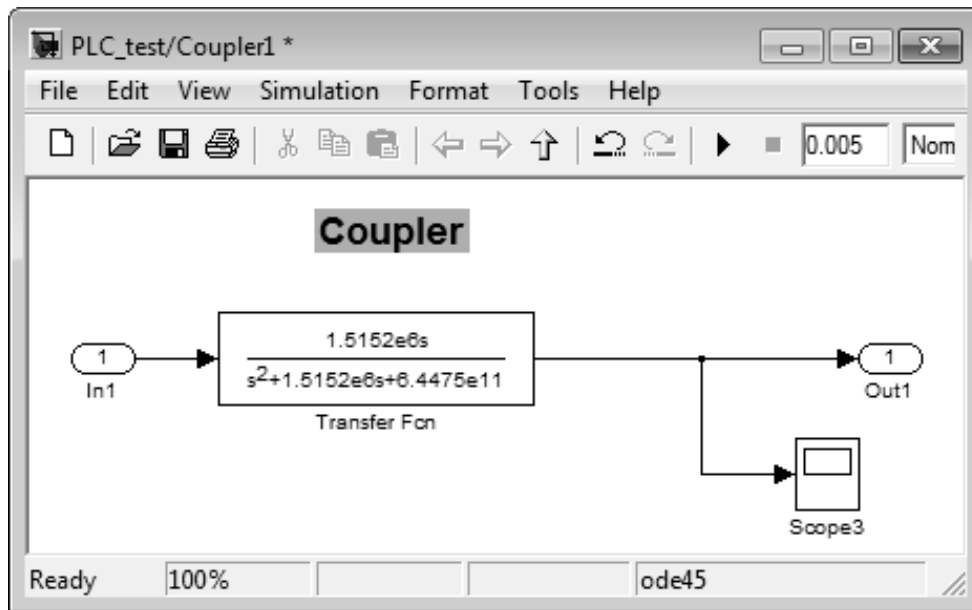 PLC_test/Coupler1 *
File Edit View Simulation Format Tools Help
0.005 Nom
Coupler
1.5152e6s
s2+1.5152e6s+6.4475e11
Transfer Fcn
1
In1
1
Out1
Scope3
Ready 100% ode45